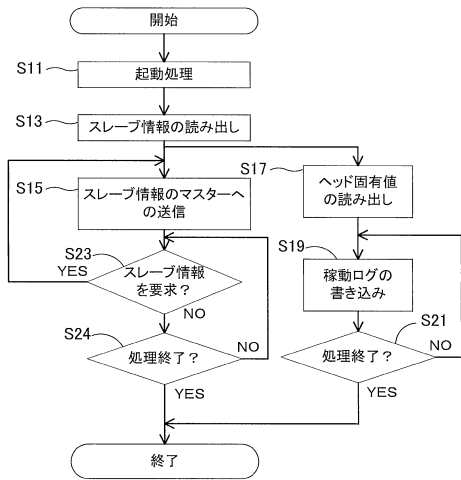 開始
S11
起動処理
S13
スレーブ情報の読み出し
S15
スレーブ情報のマスターへ
の送信
S17
ヘッド固有値
の読み出し
S23
YES
スレーブ情報
を要求？
NO
S19
稼動ログの
書き込み
S24
処理終了？
NO
YES
S21
処理終了？
NO
YES
終了